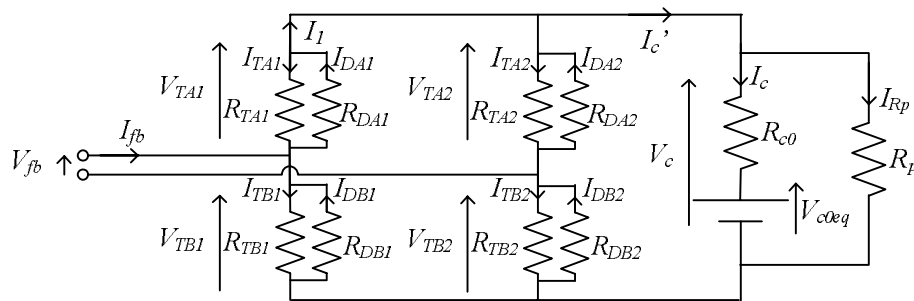 I1
Ic’
ITA1
IDA1
ITA2
IDA2
VTA1
RTA1
RDA1
VTA2
RTA2
RDA2
Ic
IRp
Rc0
Rp
Vc
Vc0eq
Ifb
Vfb
ITB1
IDB1
ITB2
IDB2
VTB1
RTB1
RDB1
VTB2
RTB2
RDB2